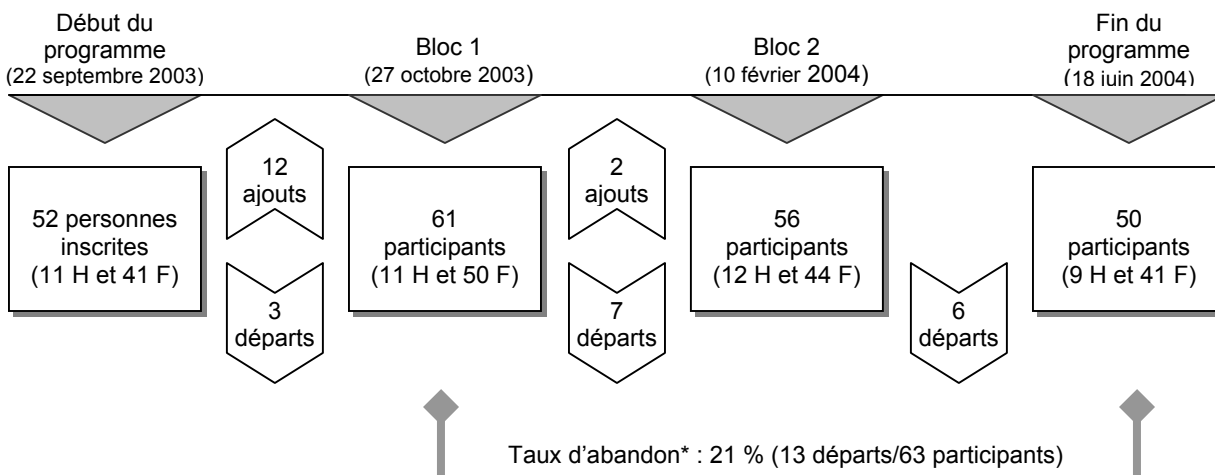 Début du
programme
(22 septembre 2003)
Bloc 1
(27 octobre 2003)
Bloc 2
(10 février 2004)
Fin du
programme
(18 juin 2004)
52 personnes
inscrites
(11 H et 41 F)
12
ajouts
3
départs
61
participants
(11 H et 50 F)
2
ajouts
7
départs
56
participants
(12 H et 44 F)
6
départs
50
participants
(9 H et 41 F)
Taux d'abandon* : 21 % (13 départs/63 participants)